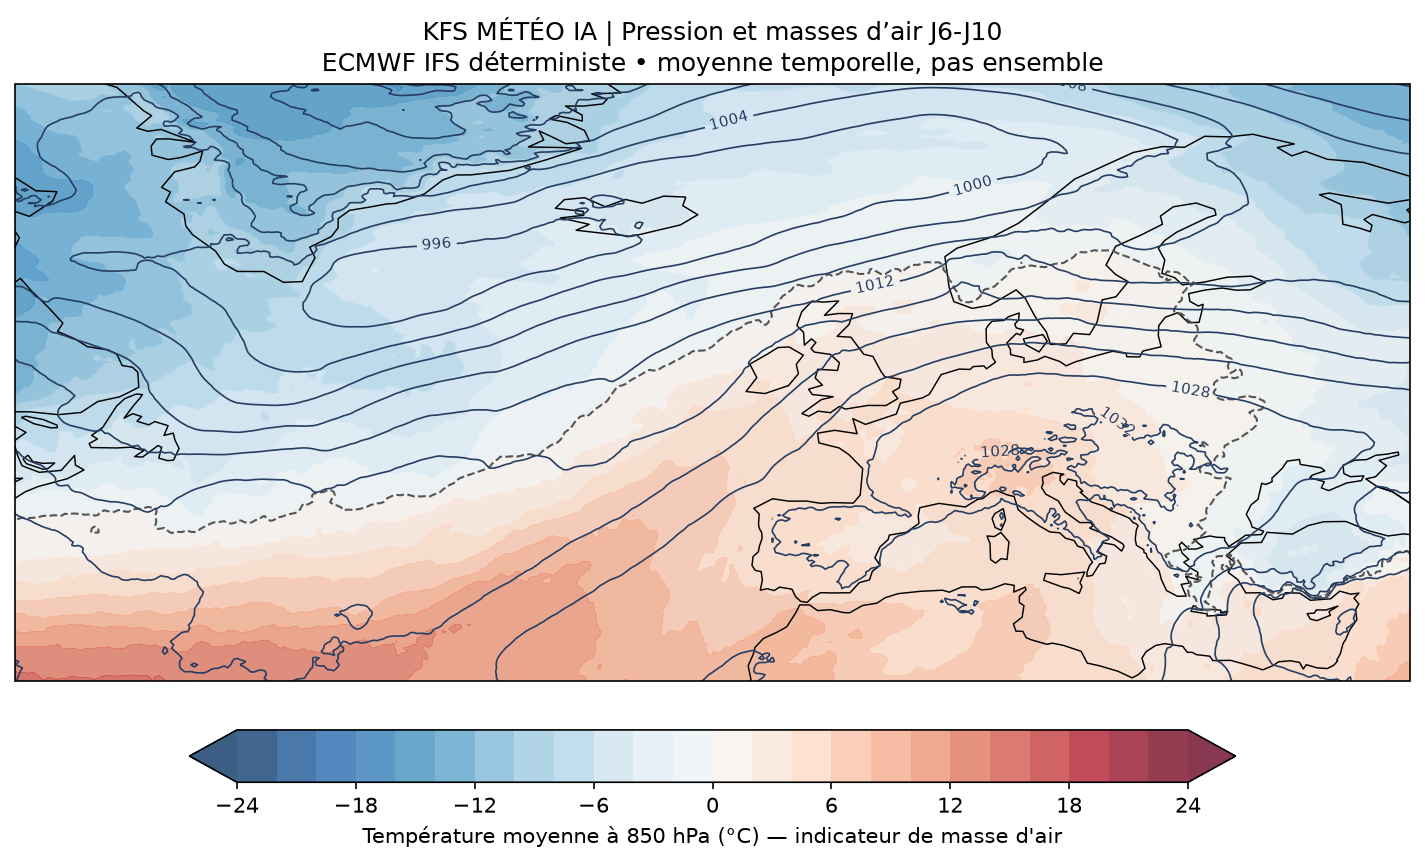 KFS MÉTÉO IA | Pression et masses d’air J6-J10
ECMWF IFS déterministe • moyenne temporelle, pas ensemble
1004
1000
996
1012
1028
1032
1028
−24 −18 −12 −6 0 6 12 18 24
Température moyenne à 850 hPa (°C) — indicateur de masse d'air